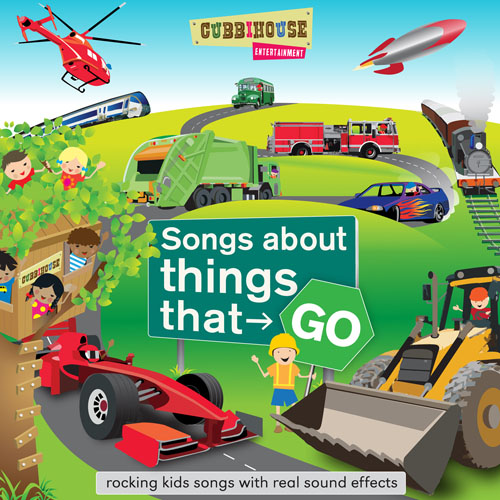 CUBBIHOUSE
ENTERTAINMENT
CUBBIHOUSE
Songs about
things
that→
GO
rocking kids songs with real sound effects